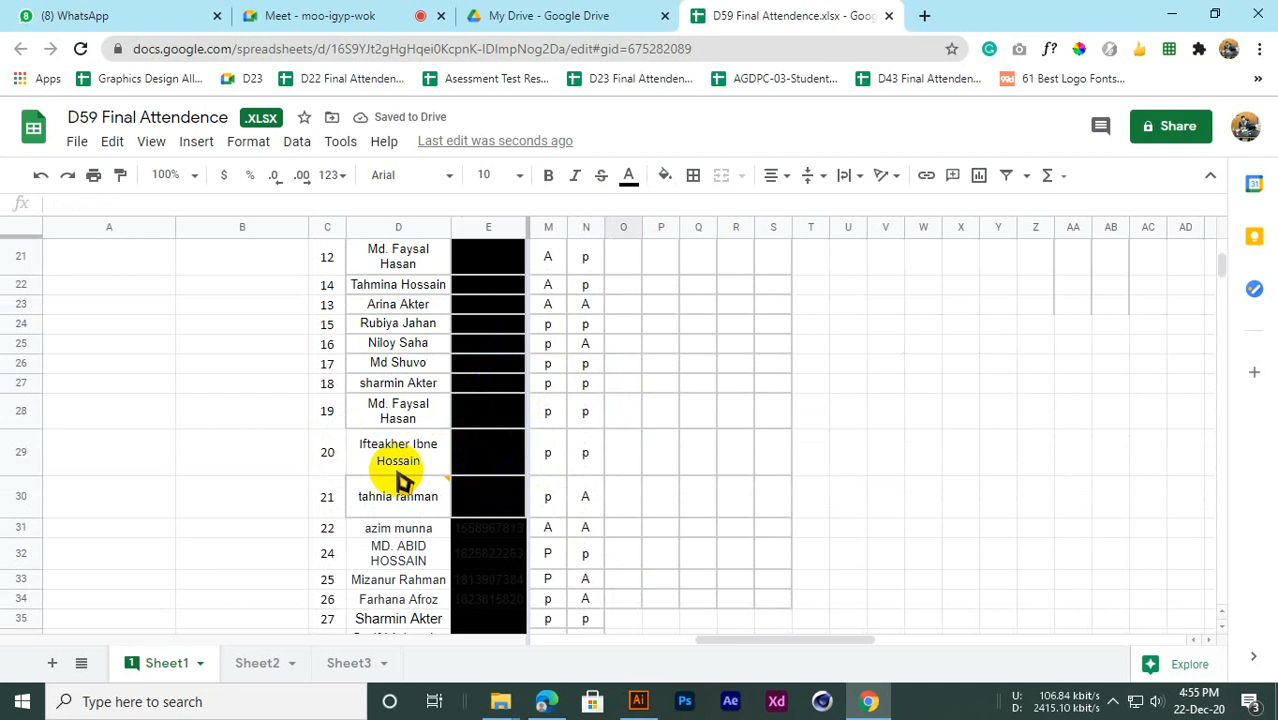 (8) WhatsApp
Meet - nwok-ioos-h
My Drive - Google Drive
D59 Final Attendence.xlsx - Goo
docs.google.com/spreadsheets/d/16S9YJt2gHgHqei0KcpnK-IDlmpNog2Da/edit#gid=675282089
Apps
Graphics Design All...
D23
D22 Final Attenden...
Asessment Test Res...
D23 Final Attenden...
AGDPC-03-Student...
D43 Final Attenden...
61 Best Logo Fonts...
D59 Final Attendence .XLSX
Saved to Drive
File Edit View Insert Format Data Tools Help
Last edit was seconds ago
Share
100% $ % .0 .00 123 Arial 10
A B C D E M N O P Q R S T U V W X Y Z AA AB AC AD
21 12 Md. Faysal Hasan A p
22 14 Tahmina Hossain A p
23 13 Arina Akter A A
24 15 Rubiya Jahan p p
25 16 Niloy Saha p A
26 17 Md Shuvo p p
27 18 sharmin Akter p p
28 19 Md. Faysal Hasan p p
29 20 Ifteakher Ibne Hossain p p
30 21 tahnia rahman p A
31 22 azim munna A A
32 24 MD. ABID HOSSAIN P p
33 25 Mizanur Rahman P A
34 26 Farhana Afroz p A
35 27 Sharmin Akter p p
Sheet1
Sheet2
Sheet3
Explore
Type here to search
U: 106.84 kbit/s
D: 2415.10 kbit/s
4:55 PM
22-Dec-20